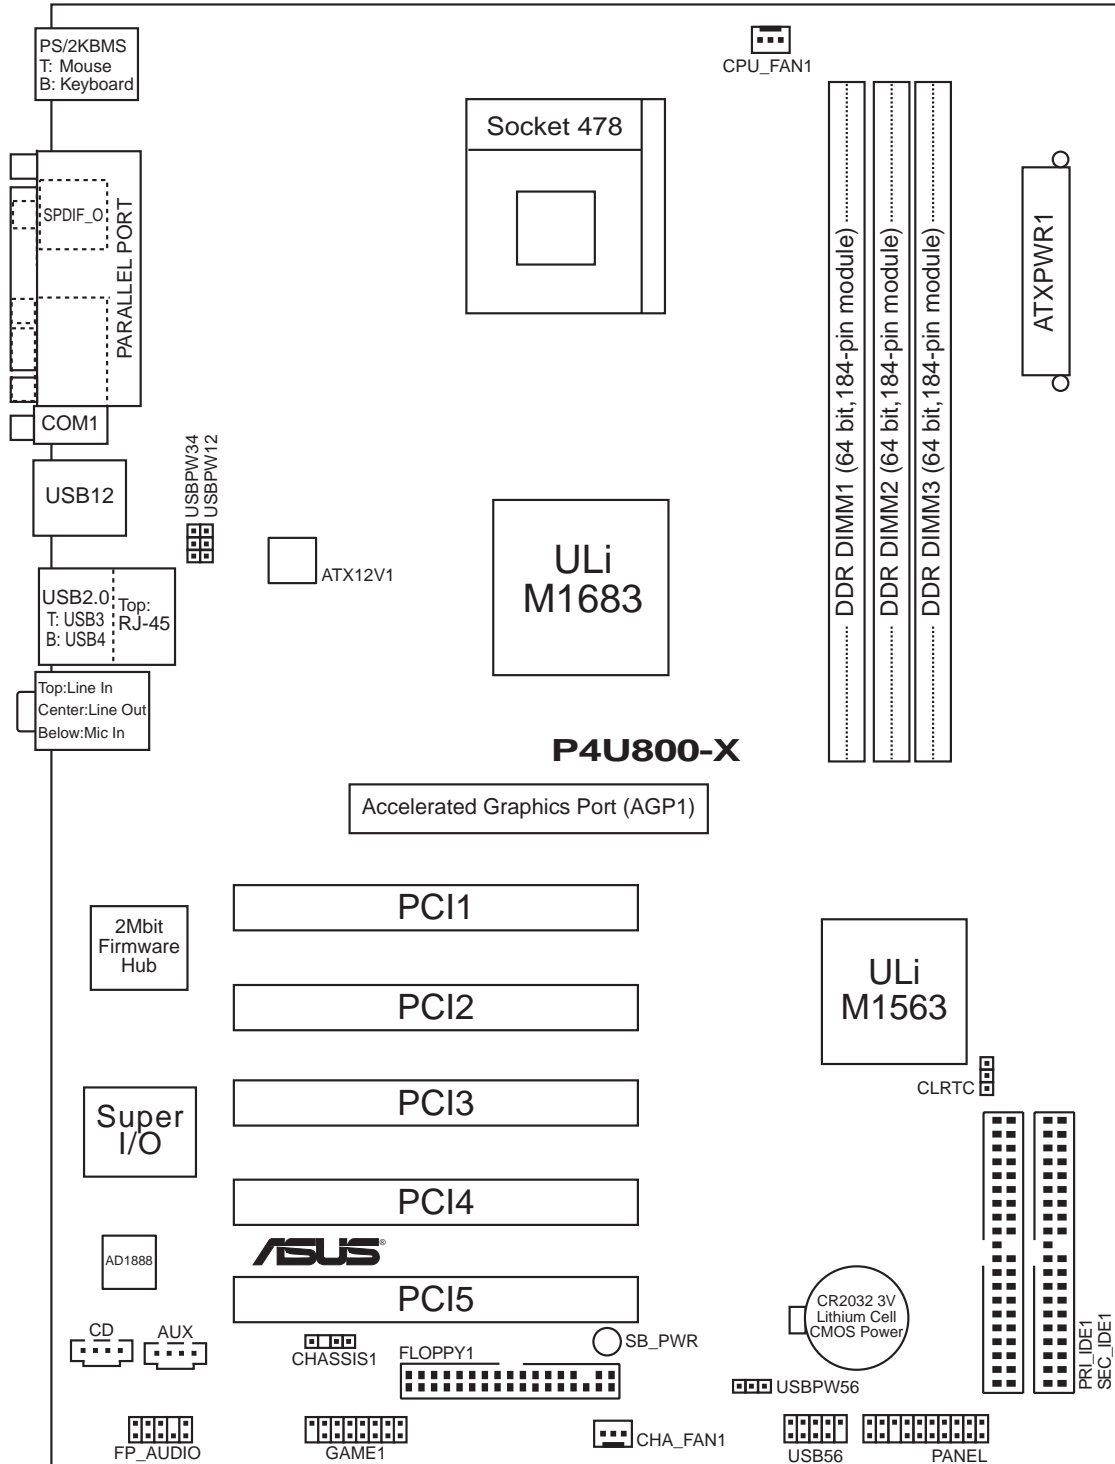 PS/2KBMS
T: Mouse
B: Keyboard
CPU_FAN1
Socket 478
SPDIF_O
PARALLEL PORT
COM1
DDR DIMM1 (64 bit,184-pin module)
DDR DIMM2 (64 bit,184-pin module)
DDR DIMM3 (64 bit,184-pin module)
ATXPWR1
USBPW34
USBPW12
USB12
ATX12V1
ULi
M1683
USB2.0
T: USB3
B: USB4
Top:
RJ-45
Top:Line In
Center:Line Out
Below:Mic In
P4U800-X
Accelerated Graphics Port (AGP1)
PCI1
2Mbit
Firmware
Hub
ULi
M1563
PCI2
CLRTC
PCI3
Super
I/O
PCI4
ASUS®
AD1888
PCI5
CR2032 3V
Lithium Cell
CMOS Power
CD
AUX
CHASSIS1
FLOPPY1
SB_PWR
PRI_IDE1
SEC_IDE1
USBPW56
FP_AUDIO
GAME1
CHA_FAN1
USB56
PANEL